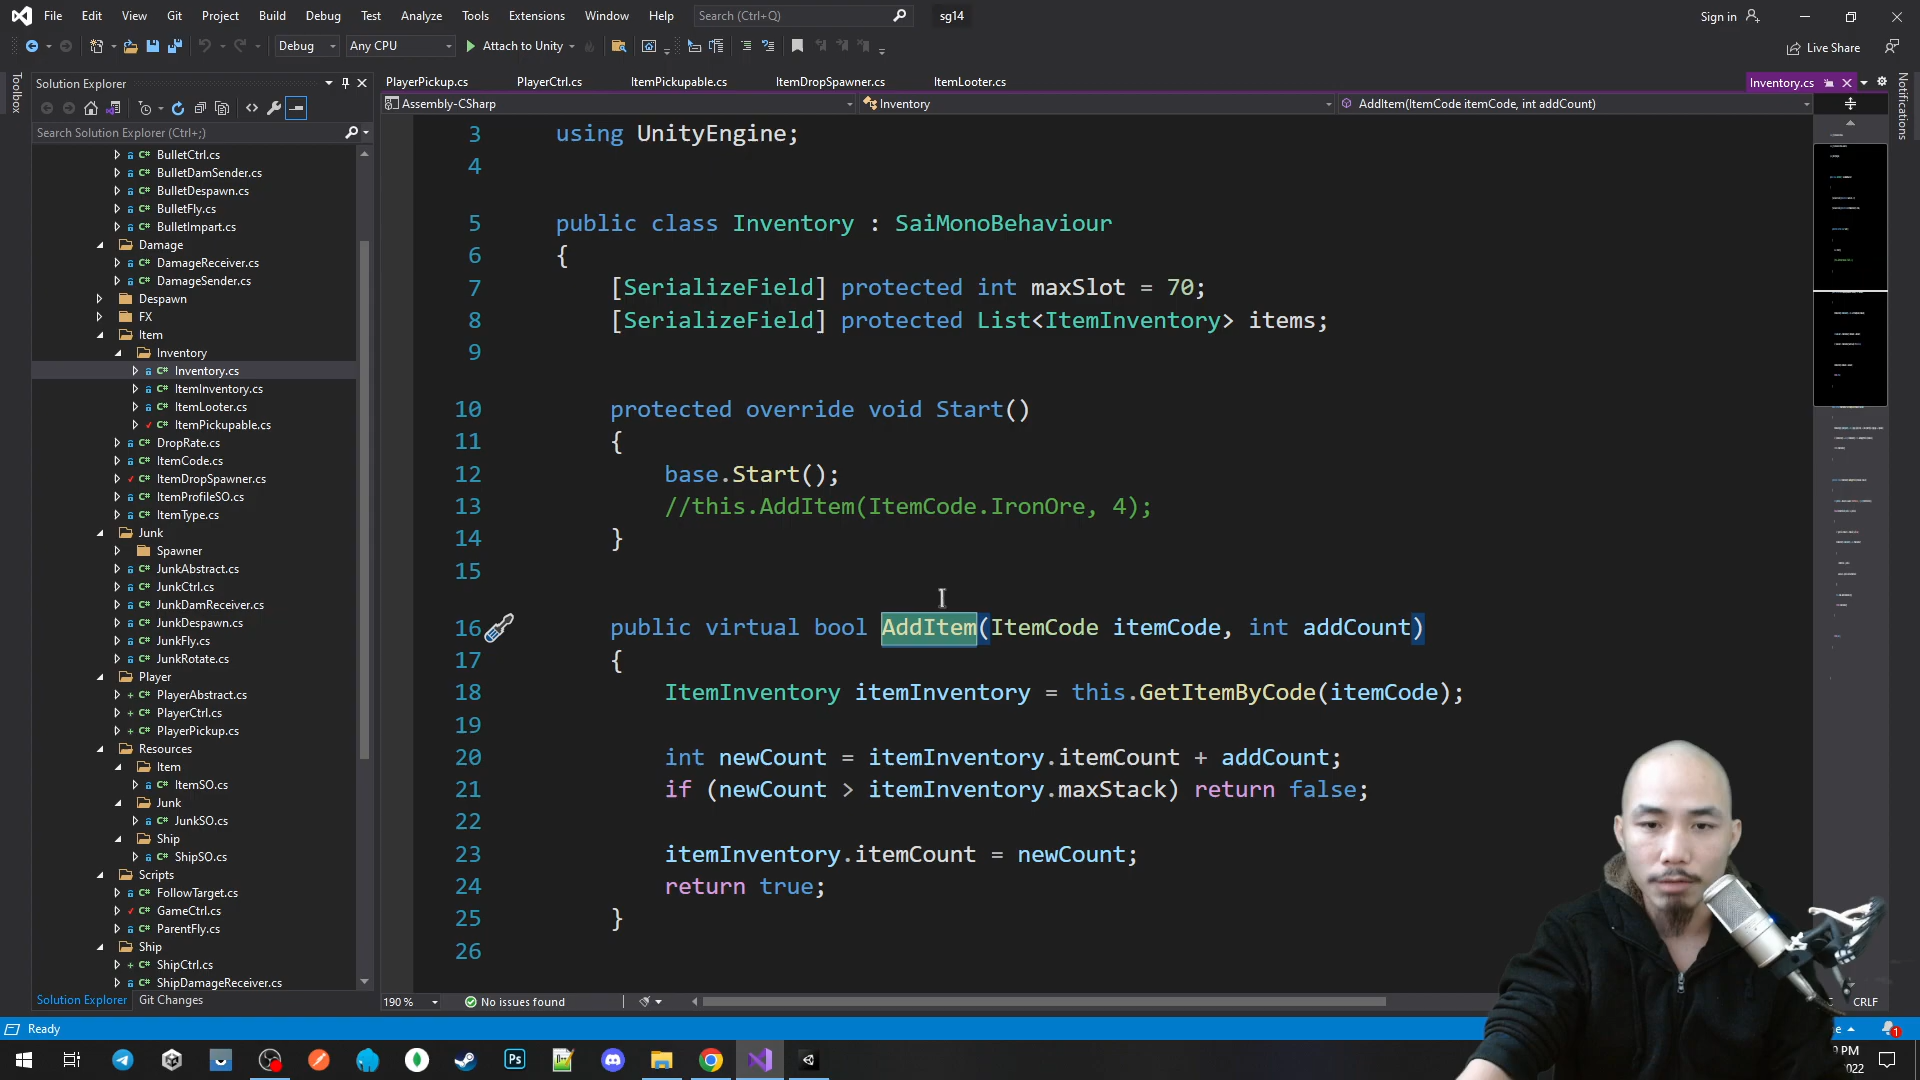 File Edit View Git Project Build Debug Test Analyze Tools Extensions Window Help Search (Ctrl+Q) sg14 Sign in
Debug Any CPU Attach to Unity Live Share
Toolbox
Solution Explorer
Search Solution Explorer (Ctrl+;)
BulletCtrl.cs
BulletDamSender.cs
BulletDespawn.cs
BulletFly.cs
BulletImpart.cs
Damage
DamageReceiver.cs
DamageSender.cs
Despawn
FX
Item
Inventory
Inventory.cs
ItemInventory.cs
ItemLooter.cs
ItemPickupable.cs
DropRate.cs
ItemCode.cs
ItemDropSpawner.cs
ItemProfileSO.cs
ItemType.cs
Junk
Spawner
JunkAbstract.cs
JunkCtrl.cs
JunkDamReceiver.cs
JunkDespawn.cs
JunkFly.cs
JunkRotate.cs
Player
PlayerAbstract.cs
PlayerCtrl.cs
PlayerPickup.cs
Resources
Item
ItemSO.cs
Junk
JunkSO.cs
Ship
ShipSO.cs
Scripts
FollowTarget.cs
GameCtrl.cs
ParentFly.cs
Ship
ShipCtrl.cs
ShipDamageReceiver.cs
Solution Explorer Git Changes
PlayerPickup.cs PlayerCtrl.cs ItemPickupable.cs ItemDropSpawner.cs ItemLooter.cs Inventory.cs
Assembly-CSharp Inventory AddItem(ItemCode itemCode, int addCount)
Notifications
3 using UnityEngine;
4
5 public class Inventory : SaiMonoBehaviour
6 {
7 [SerializeField] protected int maxSlot = 70;
8 [SerializeField] protected List<ItemInventory> items;
9
10 protected override void Start()
11 {
12 base.Start();
13 //this.AddItem(ItemCode.IronOre, 4);
14 }
15
16 public virtual bool AddItem(ItemCode itemCode, int addCount)
17 {
18 ItemInventory itemInventory = this.GetItemByCode(itemCode);
19
20 int newCount = itemInventory.itemCount + addCount;
21 if (newCount > itemInventory.maxStack) return false;
22
23 itemInventory.itemCount = newCount;
24 return true;
25 }
26
190 % No issues found CRLF
Ready
1
Ps
PM